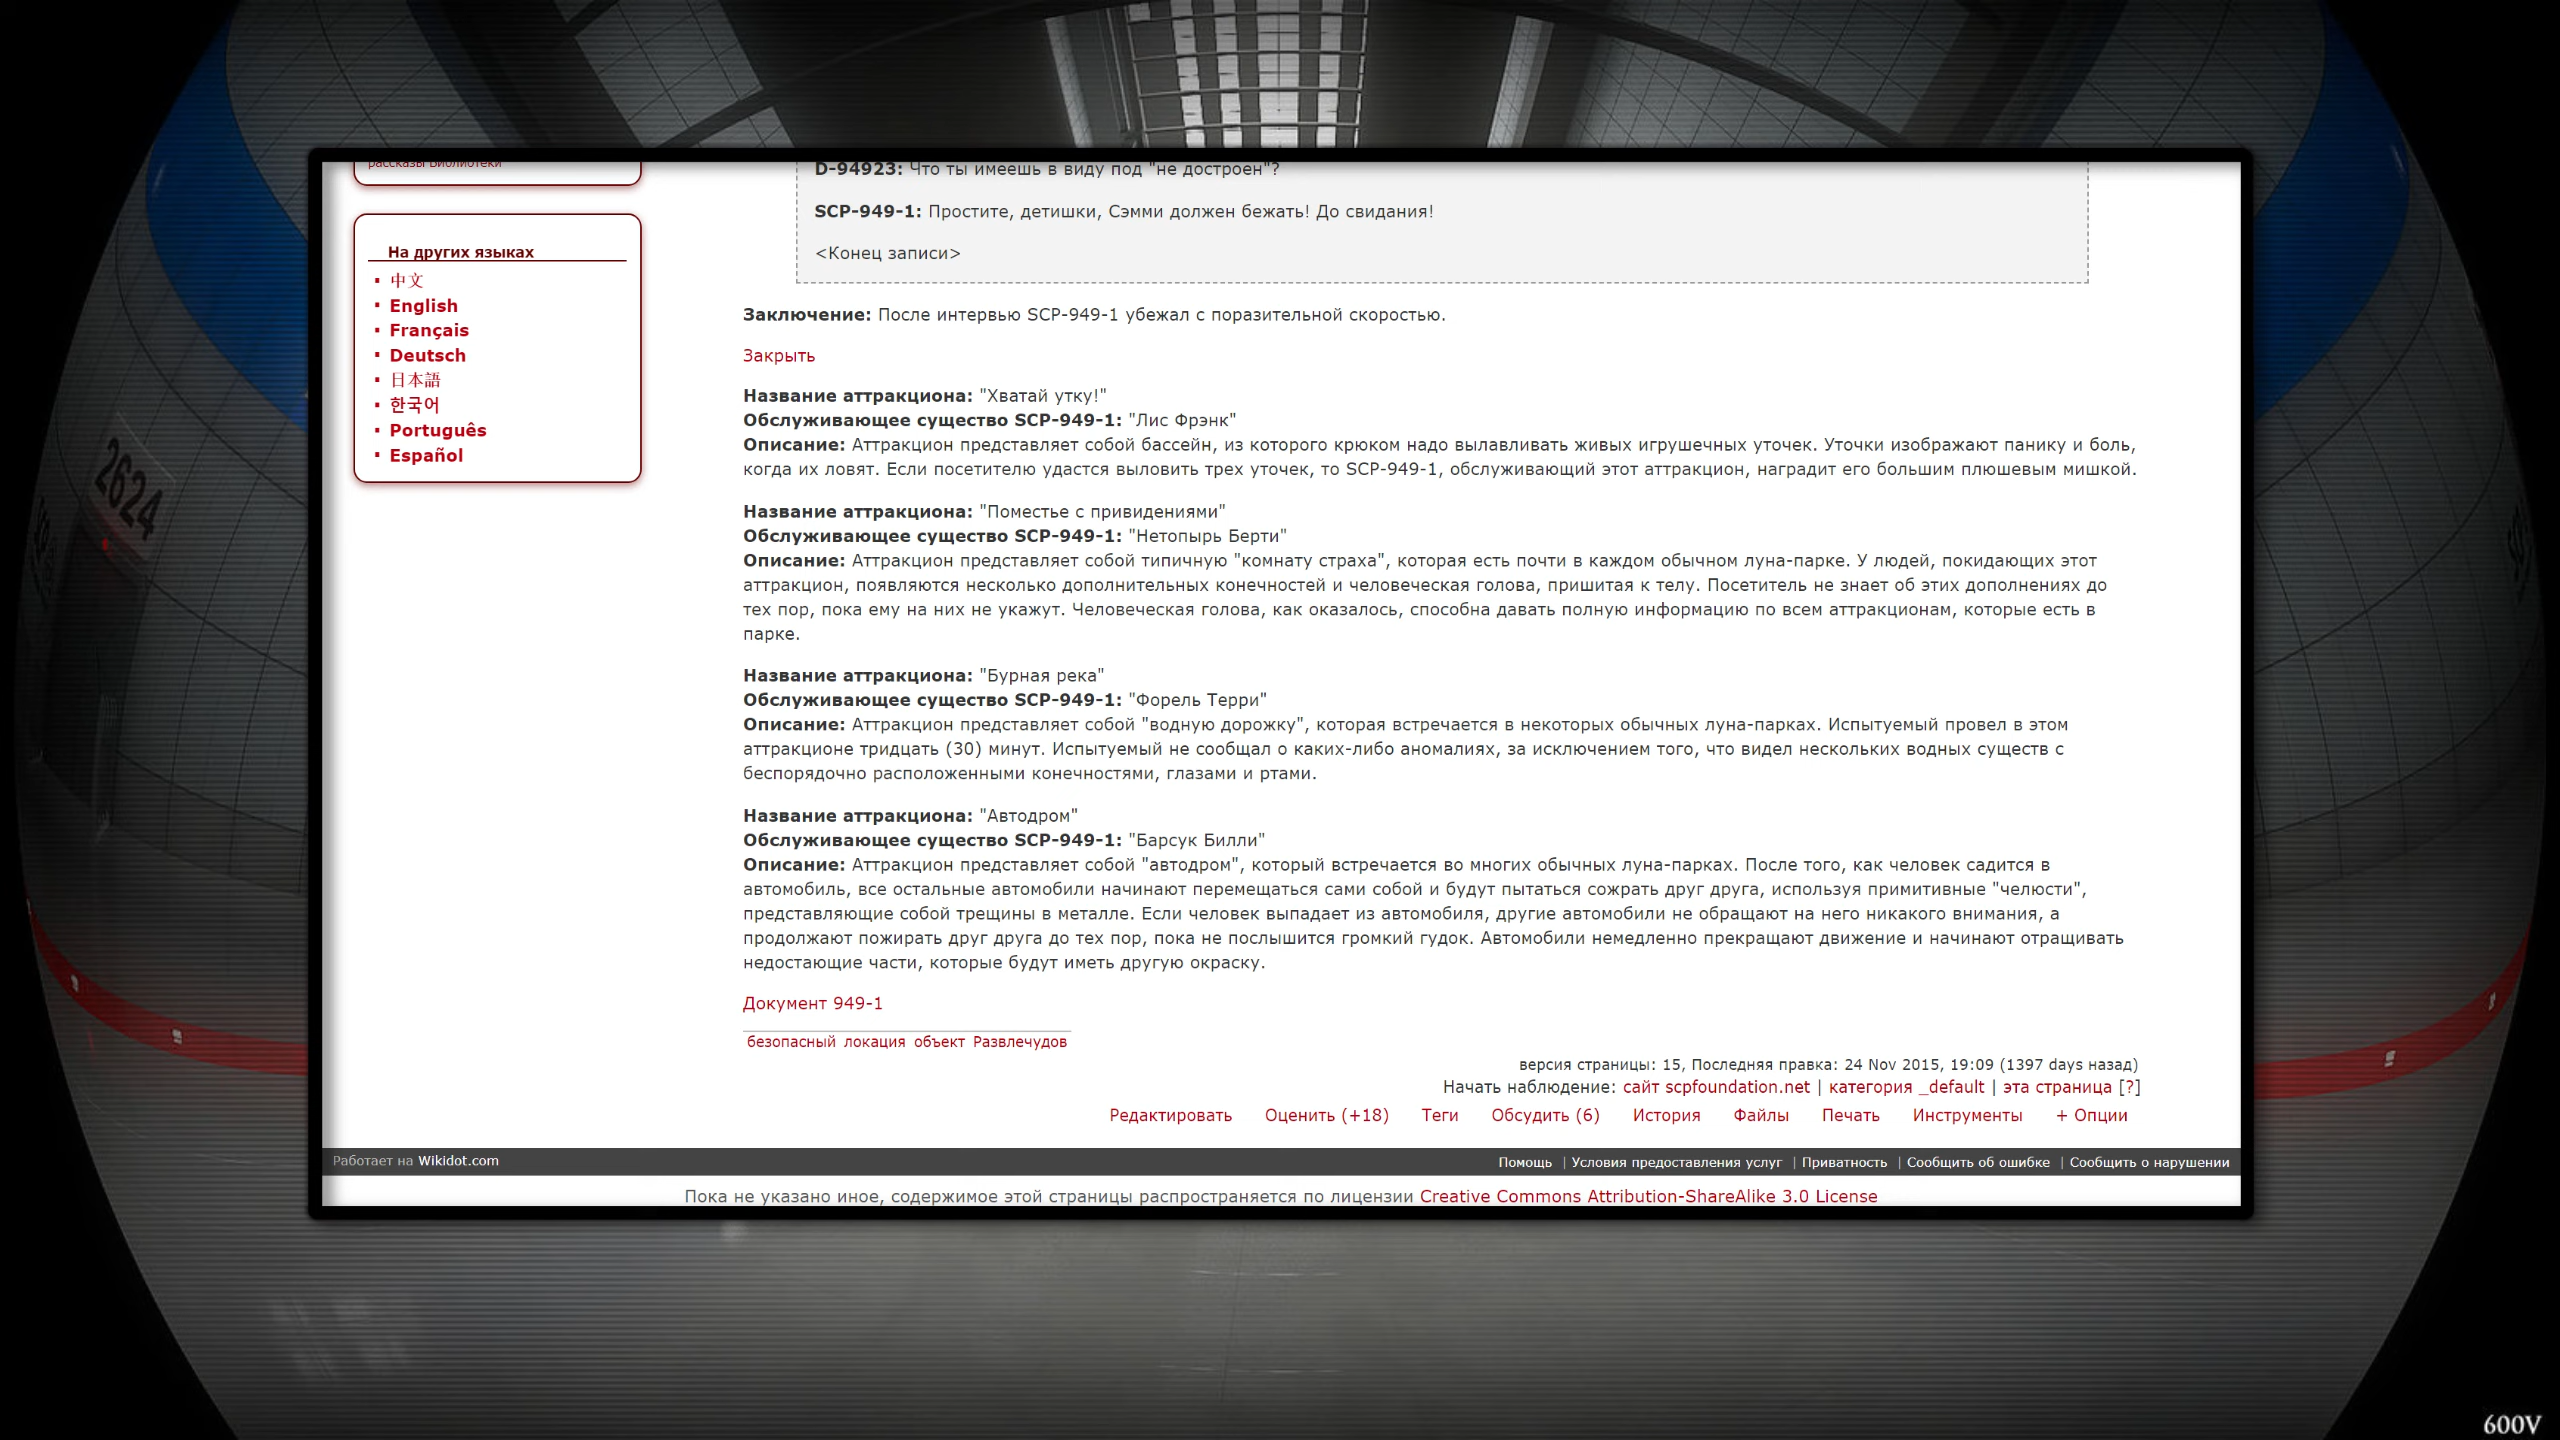 рассказы Библиотеки
На других языках
中文
English
Français
Deutsch
日本語
한국어
Português
Español
D-94923: Что ты имеешь в виду под "не достроен"?
SCP-949-1: Простите, детишки, Сэмми должен бежать! До свидания!
<Конец записи>
Заключение: После интервью SCP-949-1 убежал с поразительной скоростью.
Закрыть
Название аттракциона: "Хватай утку!"
Обслуживающее существо SCP-949-1: "Лис Фрэнк"
Описание: Аттракцион представляет собой бассейн, из которого крюком надо вылавливать живых игрушечных уточек. Уточки изображают панику и боль,
когда их ловят. Если посетителю удастся выловить трех уточек, то SCP-949-1, обслуживающий этот аттракцион, наградит его большим плюшевым мишкой.
Название аттракциона: "Поместье с привидениями"
Обслуживающее существо SCP-949-1: "Нетопырь Берти"
Описание: Аттракцион представляет собой типичную "комнату страха", которая есть почти в каждом обычном луна-парке. У людей, покидающих этот
аттракцион, появляются несколько дополнительных конечностей и человеческая голова, пришитая к телу. Посетитель не знает об этих дополнениях до
тех пор, пока ему на них не укажут. Человеческая голова, как оказалось, способна давать полную информацию по всем аттракционам, которые есть в
парке.
Название аттракциона: "Бурная река"
Обслуживающее существо SCP-949-1: "Форель Терри"
Описание: Аттракцион представляет собой "водную дорожку", которая встречается в некоторых обычных луна-парках. Испытуемый провел в этом
аттракционе тридцать (30) минут. Испытуемый не сообщал о каких-либо аномалиях, за исключением того, что видел нескольких водных существ с
беспорядочно расположенными конечностями, глазами и ртами.
Название аттракциона: "Автодром"
Обслуживающее существо SCP-949-1: "Барсук Билли"
Описание: Аттракцион представляет собой "автодром", который встречается во многих обычных луна-парках. После того, как человек садится в
автомобиль, все остальные автомобили начинают перемещаться сами собой и будут пытаться сожрать друг друга, используя примитивные "челюсти",
представляющие собой трещины в металле. Если человек выпадает из автомобиля, другие автомобили не обращают на него никакого внимания, а
продолжают пожирать друг друга до тех пор, пока не послышится громкий гудок. Автомобили немедленно прекращают движение и начинают отращивать
недостающие части, которые будут иметь другую окраску.
Документ 949-1
безопасный локация объект Развлечудов
версия страницы: 15, Последняя правка: 24 Nov 2015, 19:09 (1397 days назад)
Начать наблюдение: сайт scpfoundation.net | категория _default | эта страница [?]
Редактировать Оценить (+18) Теги Обсудить (6) История Файлы Печать Инструменты + Опции
Работает на Wikidot.com
Помощь | Условия предоставления услуг | Приватность | Сообщить об ошибке | Сообщить о нарушении
Пока не указано иное, содержимое этой страницы распространяется по лицензии Creative Commons Attribution-ShareAlike 3.0 License
2624
600V